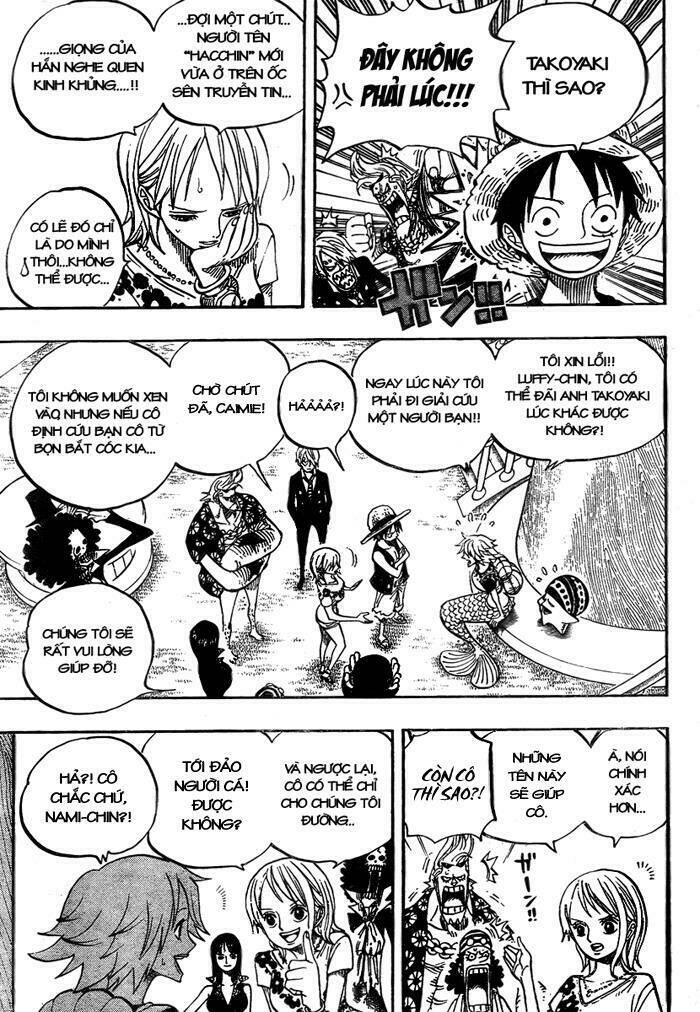 TAKOYAKI
THÌ SAO?
ĐÂY KHÔNG
PHẢI LÚC!!!
ガン!!
...ĐỢI MỘT CHÚT...
NGƯỜI TÊN
"HACCHIN" MỚI
VỪA Ở TRÊN ỐC
SÊN TRUYỀN TIN...
......GIỌNG CỦA
HẮN NGHE QUEN
KINH KHỦNG....!!
CÓ LẼ ĐÓ CHỈ
LÀ DO MÌNH
THÔI...KHÔNG
THỂ ĐƯỢC...
TÔI XIN LỖI!!
LUFFY-CHIN, TÔI CÓ
THỂ ĐÃI ANH TAKOYAKI
LÚC KHÁC ĐƯỢC
KHÔNG?!
NGAY LÚC NÀY TÔI
PHẢI ĐI GIẢI CỨU
MỘT NGƯỜI BẠN!!
HẢẢẢẢ?!
CHỜ CHÚT
ĐÃ, CAIMIE!
TÔI KHÔNG MUỐN XEN
VÀO NHƯNG NẾU CÔ
ĐỊNH CỨU BẠN CÔ TỪ
BỌN BẮT CÓC KIA...
CHÚNG TÔI SẼ
RẤT VUI LÒNG
GIÚP ĐỠ!
À, NÓI
CHÍNH
XÁC
HƠN...
NHỮNG
TÊN NÀY
SẼ GIÚP
CÔ.
CÒN CÔ
THÌ SAO?!
ガーン!!
VÀ NGƯỢC LẠI,
CÔ CÓ THỂ CHỈ
CHO CHÚNG TÔI
ĐƯỜNG...
TỚI ĐẢO
NGƯỜI CÁ!
ĐƯỢC
KHÔNG?
HẢ?! CÔ
CHẮC CHỨ,
NAMI-CHIN?!